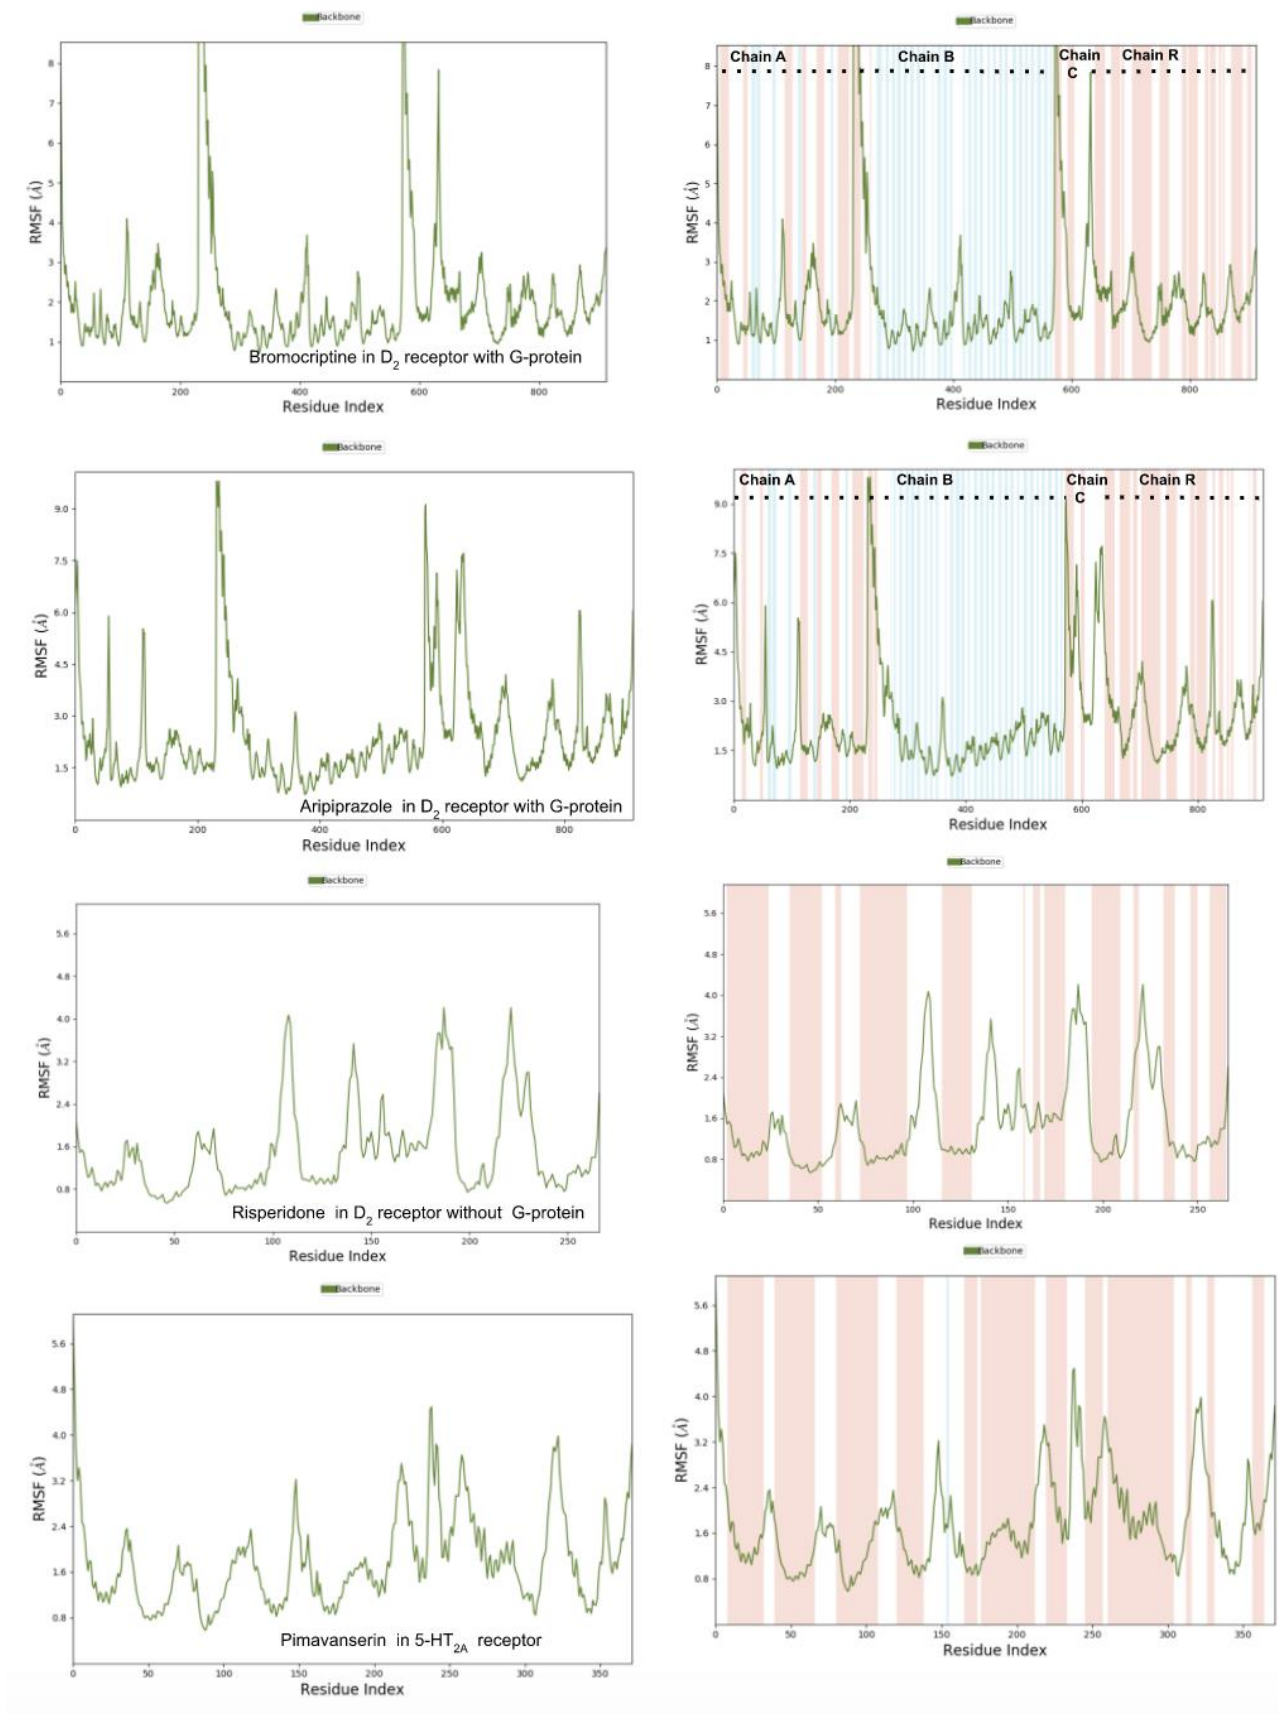 Backbone
8
7
6
5
4
3
2
1
RMSF (Å)
Bromocriptine in D2 receptor with G-protein
0 200 400 600 800
Residue Index
Backbone
Chain A Chain B Chain C Chain R
8
7
6
5
4
3
2
1
RMSF (Å)
0 200 400 600 800
Residue Index
Backbone
9.0
7.5
6.0
4.5
3.0
1.5
RMSF (Å)
Aripiprazole in D2 receptor with G-protein
0 200 400 600 800
Residue Index
Backbone
Chain A Chain B Chain C Chain R
9.0
7.5
6.0
4.5
3.0
1.5
RMSF (Å)
0 200 400 600 800
Residue Index
Backbone
5.6
4.8
4.0
3.2
2.4
1.6
0.8
RMSF (Å)
Risperidone in D2 receptor without G-protein
0 50 100 150 200 250
Residue Index
Backbone
5.6
4.8
4.0
3.2
2.4
1.6
0.8
RMSF (Å)
0 50 100 150 200 250
Residue Index
Backbone
5.6
4.8
4.0
3.2
2.4
1.6
0.8
RMSF (Å)
Pimavanserin in 5-HT2A receptor
0 50 100 150 200 250 300 350
Residue Index
Backbone
5.6
4.8
4.0
3.2
2.4
1.6
0.8
RMSF (Å)
0 50 100 150 200 250 300 350
Residue Index